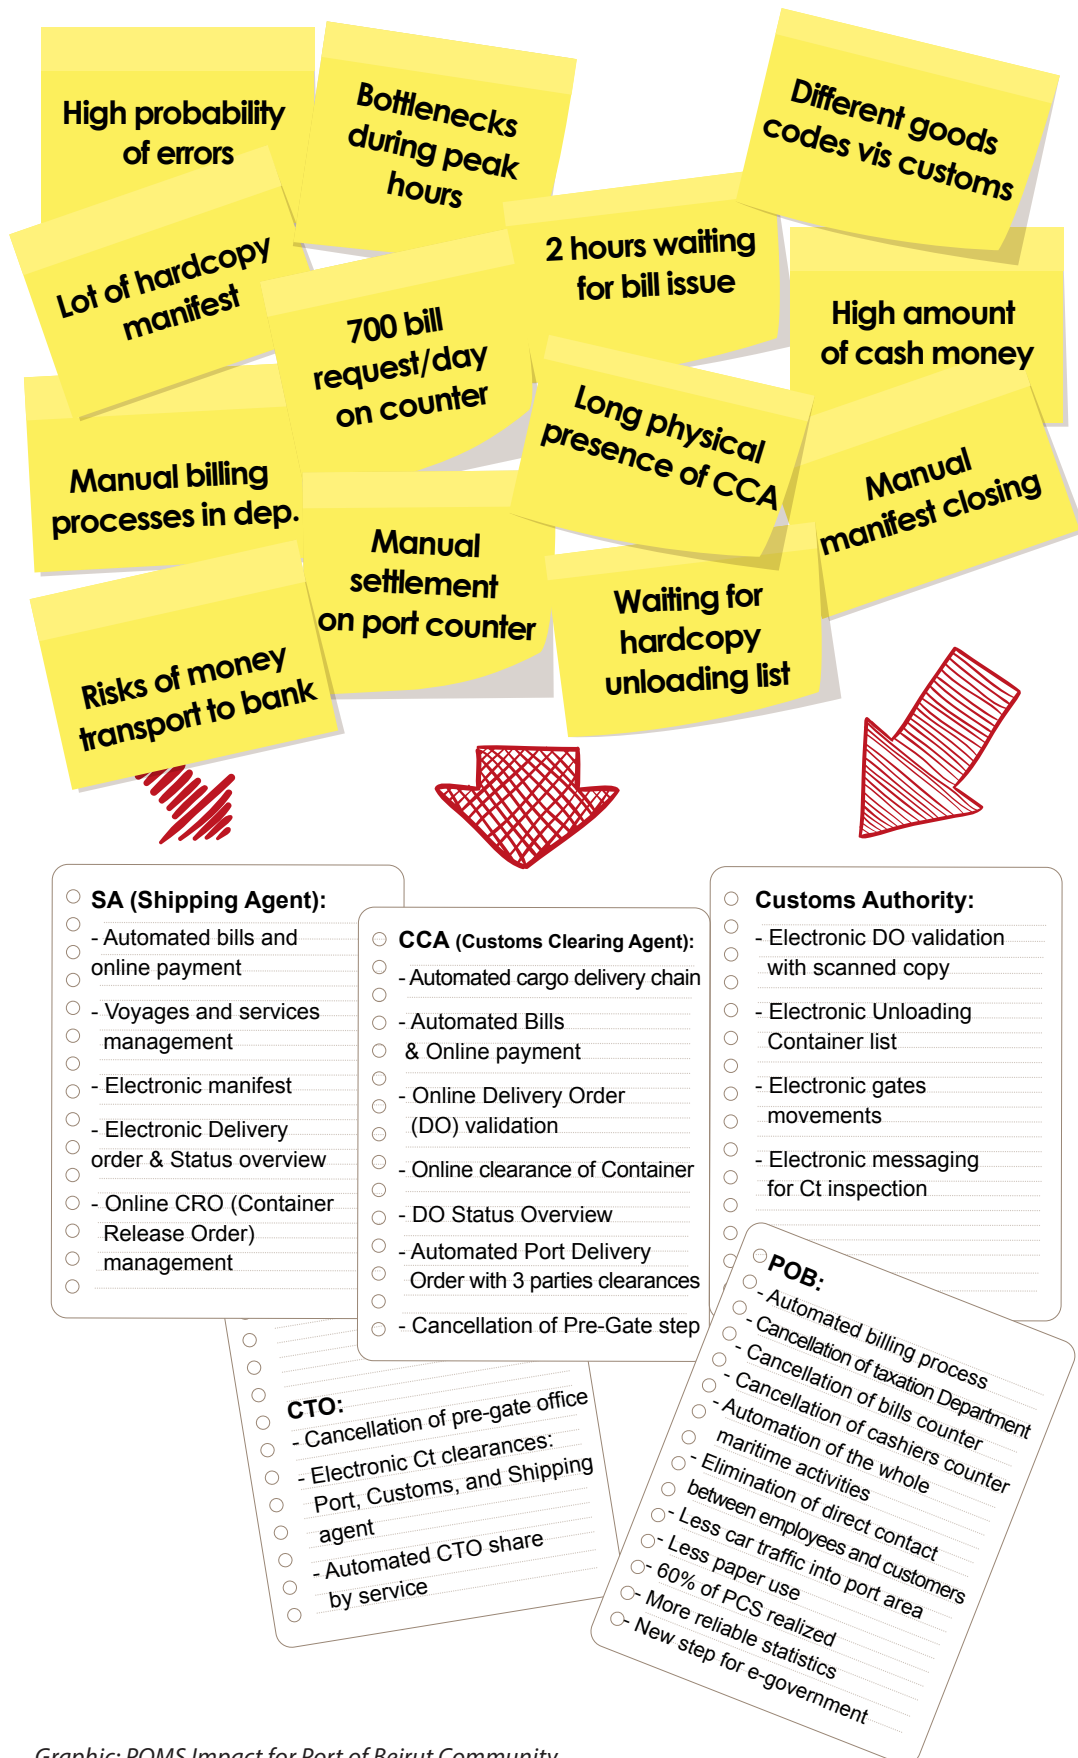 High probability
of errors
Bottlenecks
during peak
hours
Different goods
codes vis customs
Lot of hardcopy
manifest
700 bill
request/day
on counter
2 hours waiting
for bill issue
High amount
of cash money
Manual billing
processes in dep.
Long physical
presence of CCA
Manual
manifest closing
Manual
settlement
on port counter
Waiting for
hardcopy
unloading list
Risks of money
transport to bank
SA (Shipping Agent):
- Automated bills and
online payment
- Voyages and services
management
- Electronic manifest
- Electronic Delivery
order & Status overview
- Online CRO (Container
Release Order)
management
CCA (Customs Clearing Agent):
- Automated cargo delivery chain
- Automated Bills
& Online payment
- Online Delivery Order
(DO) validation
- Online clearance of Container
- DO Status Overview
- Automated Port Delivery
Order with 3 parties clearances
- Cancellation of Pre-Gate step
Customs Authority:
- Electronic DO validation
with scanned copy
- Electronic Unloading
Container list
- Electronic gates
movements
- Electronic messaging
for Ct inspection
CTO:
- Cancellation of pre-gate office
- Electronic Ct clearances:
Port, Customs, and Shipping
agent
- Automated CTO share
by service
POB:
- Automated billing process
- Cancellation of taxation Department
- Cancellation of bills counter
- Cancellation of cashiers counter
- Automation of the whole
maritime activities
- Elimination of direct contact
between employees and customers
- Less car traffic into port area
- Less paper use
- 60% of PCS realized
- More reliable statistics
- New step for e-government
Graphic: POMS Impact for Port of Beirut Community